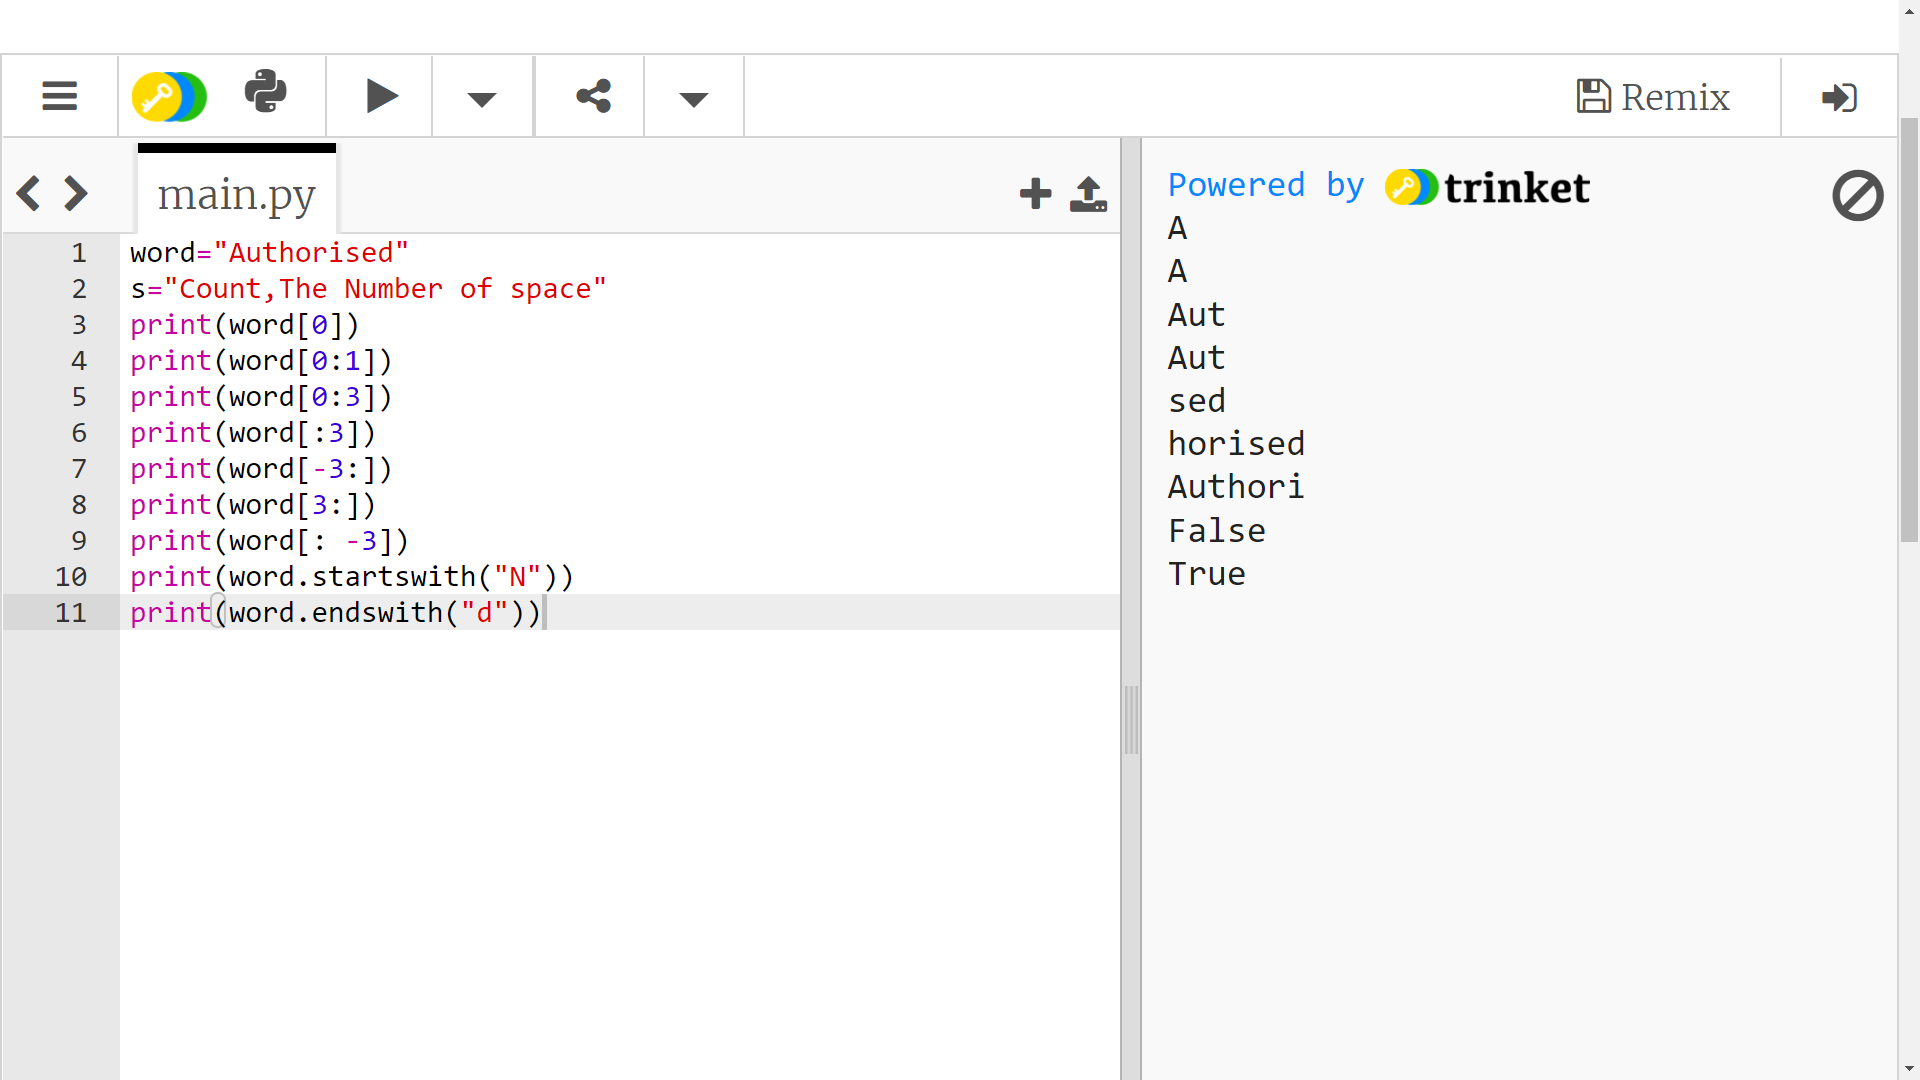 Remix
main.py
1 word="Authorised"
2 s="Count,The Number of space"
3 print(word[0])
4 print(word[0:1])
5 print(word[0:3])
6 print(word[:3])
7 print(word[-3:])
8 print(word[3:])
9 print(word[: -3])
10 print(word.startswith("N"))
11 print(word.endswith("d"))
Powered by trinket
A
A
Aut
Aut
sed
horised
Authori
False
True